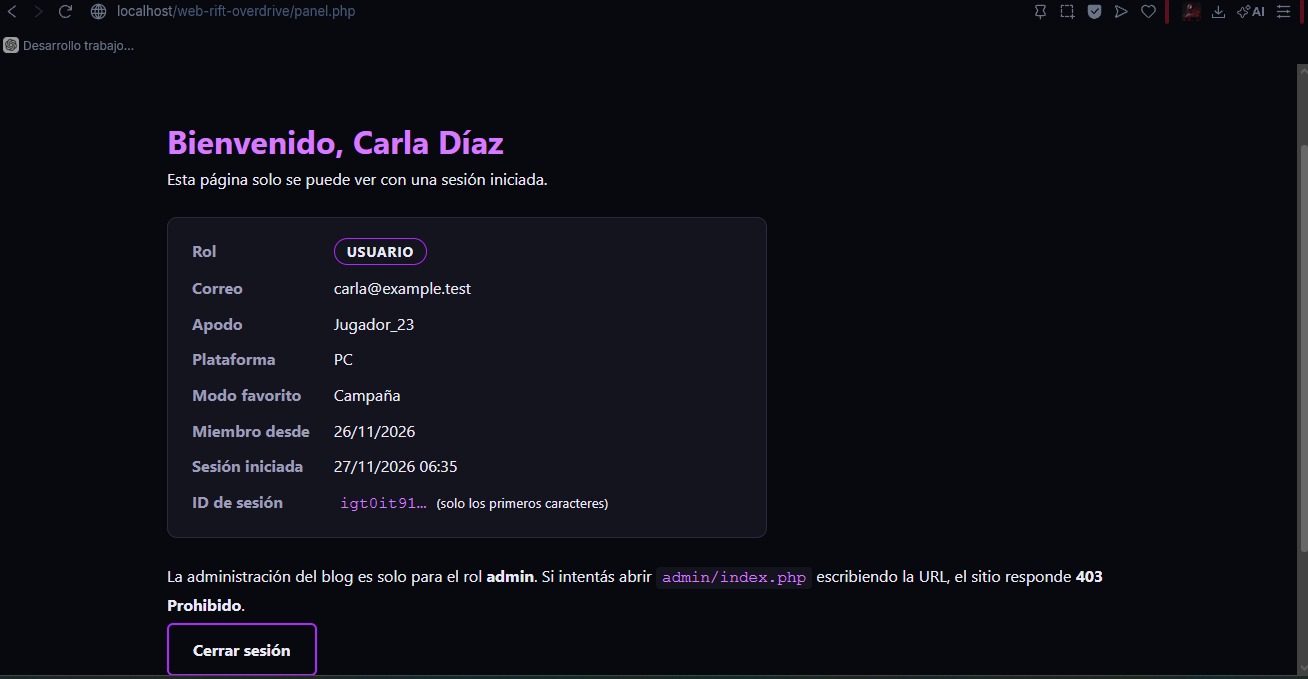 localhost/web-rift-overdrive/panel.php
AI
Desarrollo trabajo...
Bienvenido, Carla Díaz
Esta página solo se puede ver con una sesión iniciada.
Rol USUARIO
Correo carla@example.test
Apodo Jugador_23
Plataforma PC
Modo favorito Campaña
Miembro desde 26/11/2026
Sesión iniciada 27/11/2026 06:35
ID de sesión igt0it91… (solo los primeros caracteres)
La administración del blog es solo para el rol admin. Si intentás abrir admin/index.php escribiendo la URL, el sitio responde 403
Prohibido.
Cerrar sesión